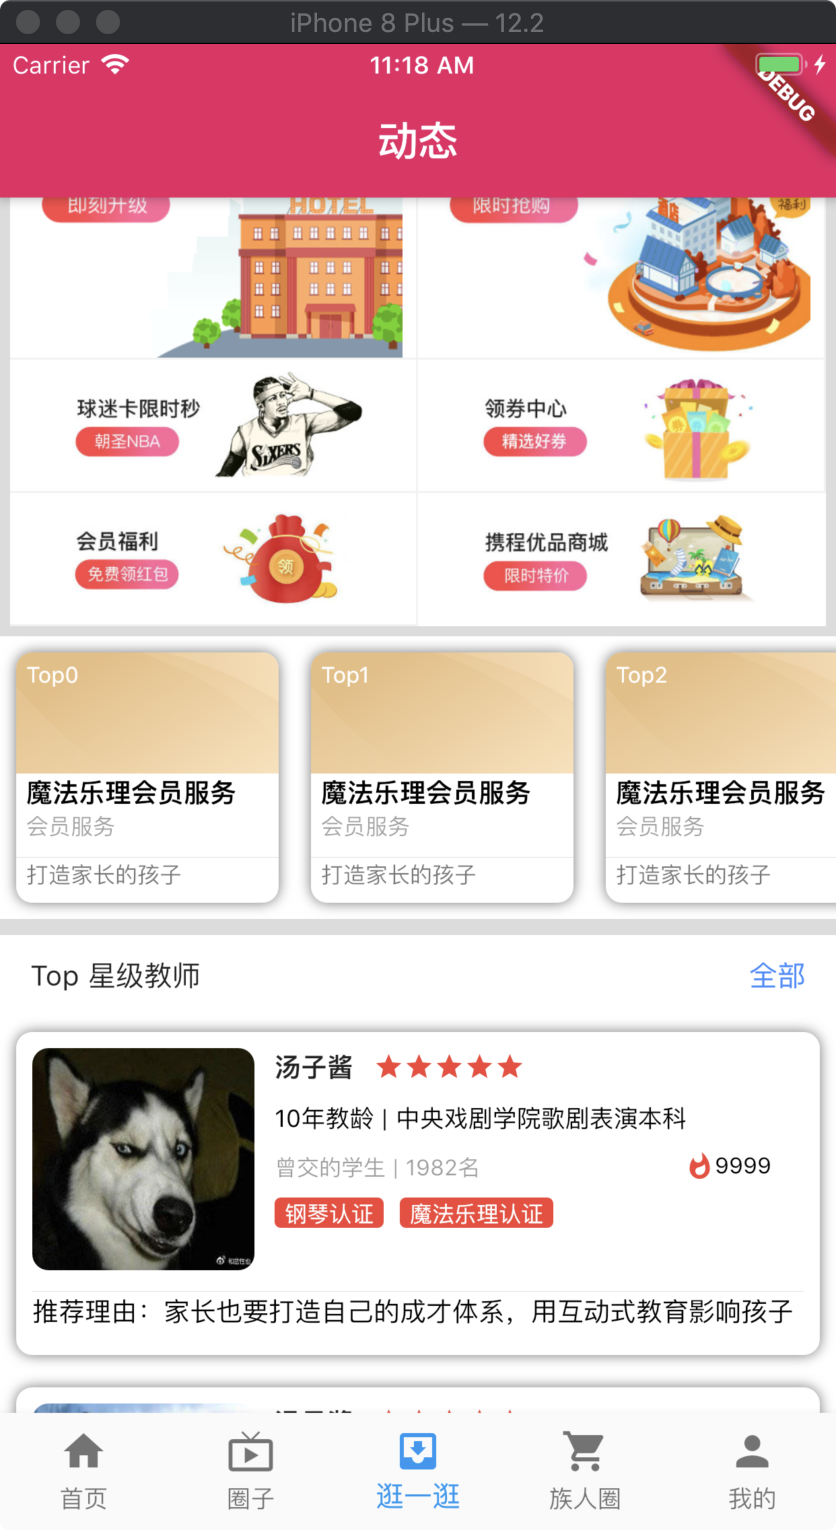 iPhone 8 Plus — 12.2
Carrier 11:18 AM
DEBUG
动态
即刻升级
HOTEL
限时抢购
酒店
福利
球迷卡限时秒
朝圣NBA
SIXERS
领券中心
精选好券
会员福利
免费领红包
领
携程优品商城
限时特价
Top0
魔法乐理会员服务
会员服务
打造家长的孩子
Top1
魔法乐理会员服务
会员服务
打造家长的孩子
Top2
魔法乐理会员服务
会员服务
打造家长的孩子
Top 星级教师 全部
汤子酱
10年教龄 | 中央戏剧学院歌剧表演本科
曾交的学生 | 1982名 9999
钢琴认证 魔法乐理认证
推荐理由：家长也要打造自己的成才体系，用互动式教育影响孩子
首页 圈子 逛一逛 族人圈 我的